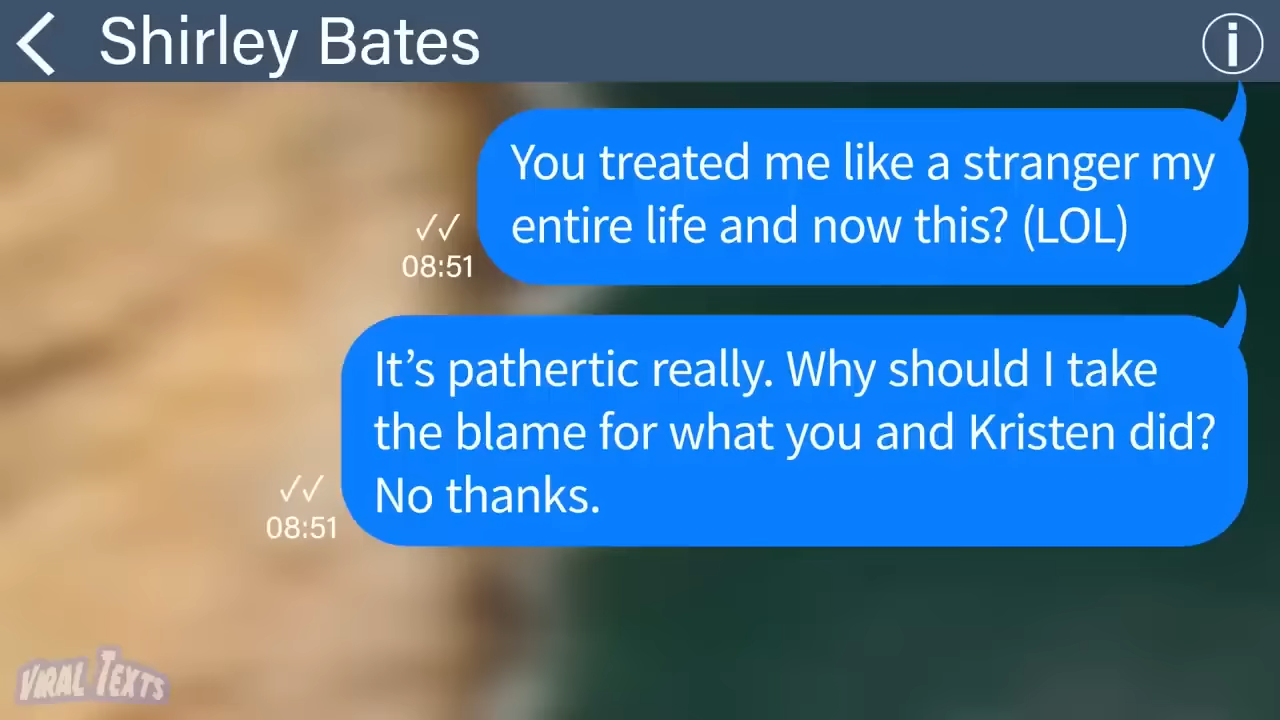 Shirley Bates
You treated me like a stranger my
entire life and now this? (LOL)
08:51
It’s pathertic really. Why should I take
the blame for what you and Kristen did?
No thanks.
08:51
VIRAL TEXTS